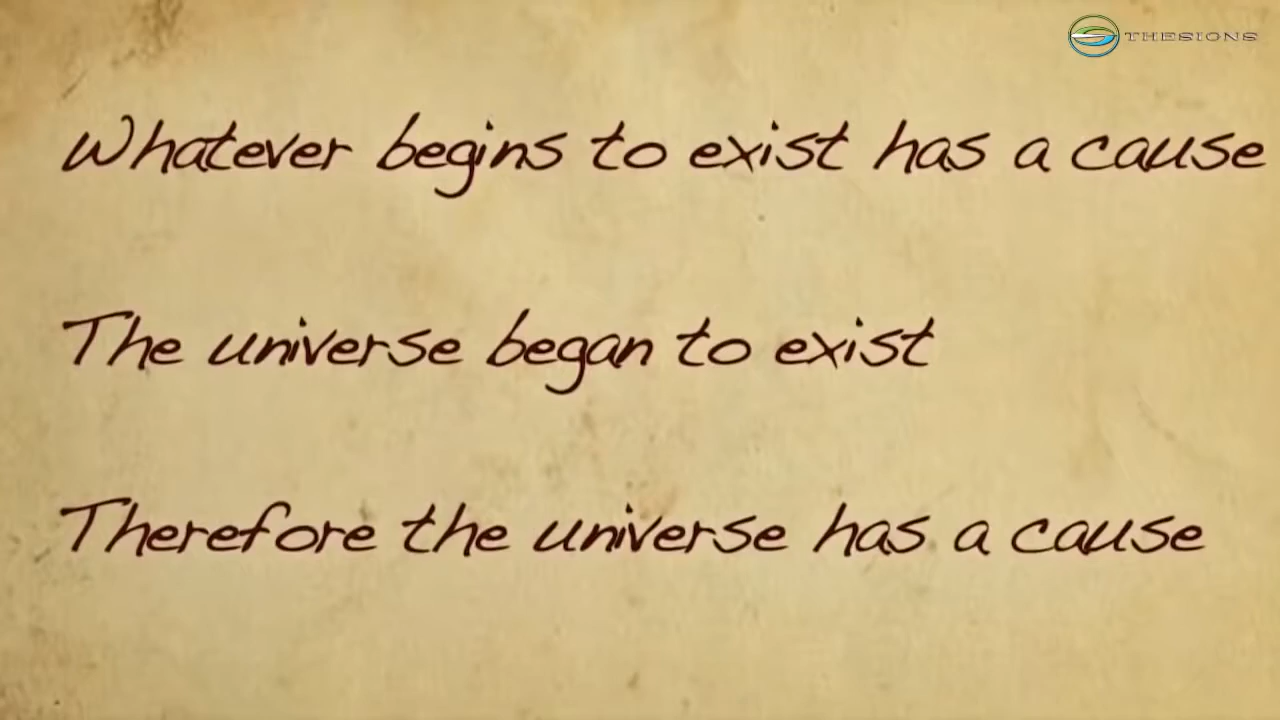 THESIONS
Whatever begins to exist has a cause
The universe began to exist
Therefore the universe has a cause